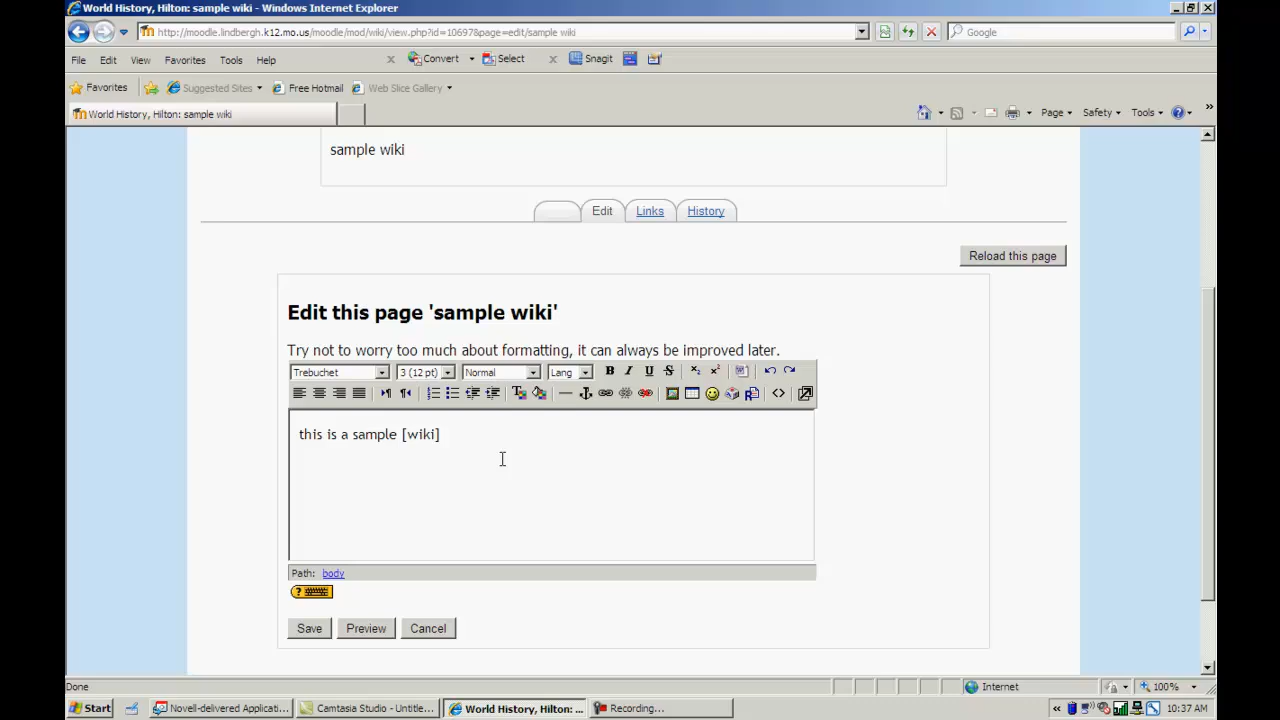 World History, Hilton: sample wiki - Windows Internet Explorer
http://moodle.lindbergh.k12.mo.us/moodle/mod/wiki/view.php?id=10697&page=edit/sample wiki
Google
File Edit View Favorites Tools Help
x Convert Select x Snagit
Favorites Suggested Sites Free Hotmail Web Slice Gallery
World History, Hilton: sample wiki
Page Safety Tools
sample wiki
Edit Links History
Reload this page
Edit this page 'sample wiki'
Try not to worry too much about formatting, it can always be improved later.
Trebuchet 3 (12 pt) Normal Lang B I U S
this is a sample [wiki]
Path: body
Save Preview Cancel
Done Internet 100%
Start Novell-delivered Applicati... Camtasia Studio - Untitle... World History, Hilton: ... Recording... 10:37 AM